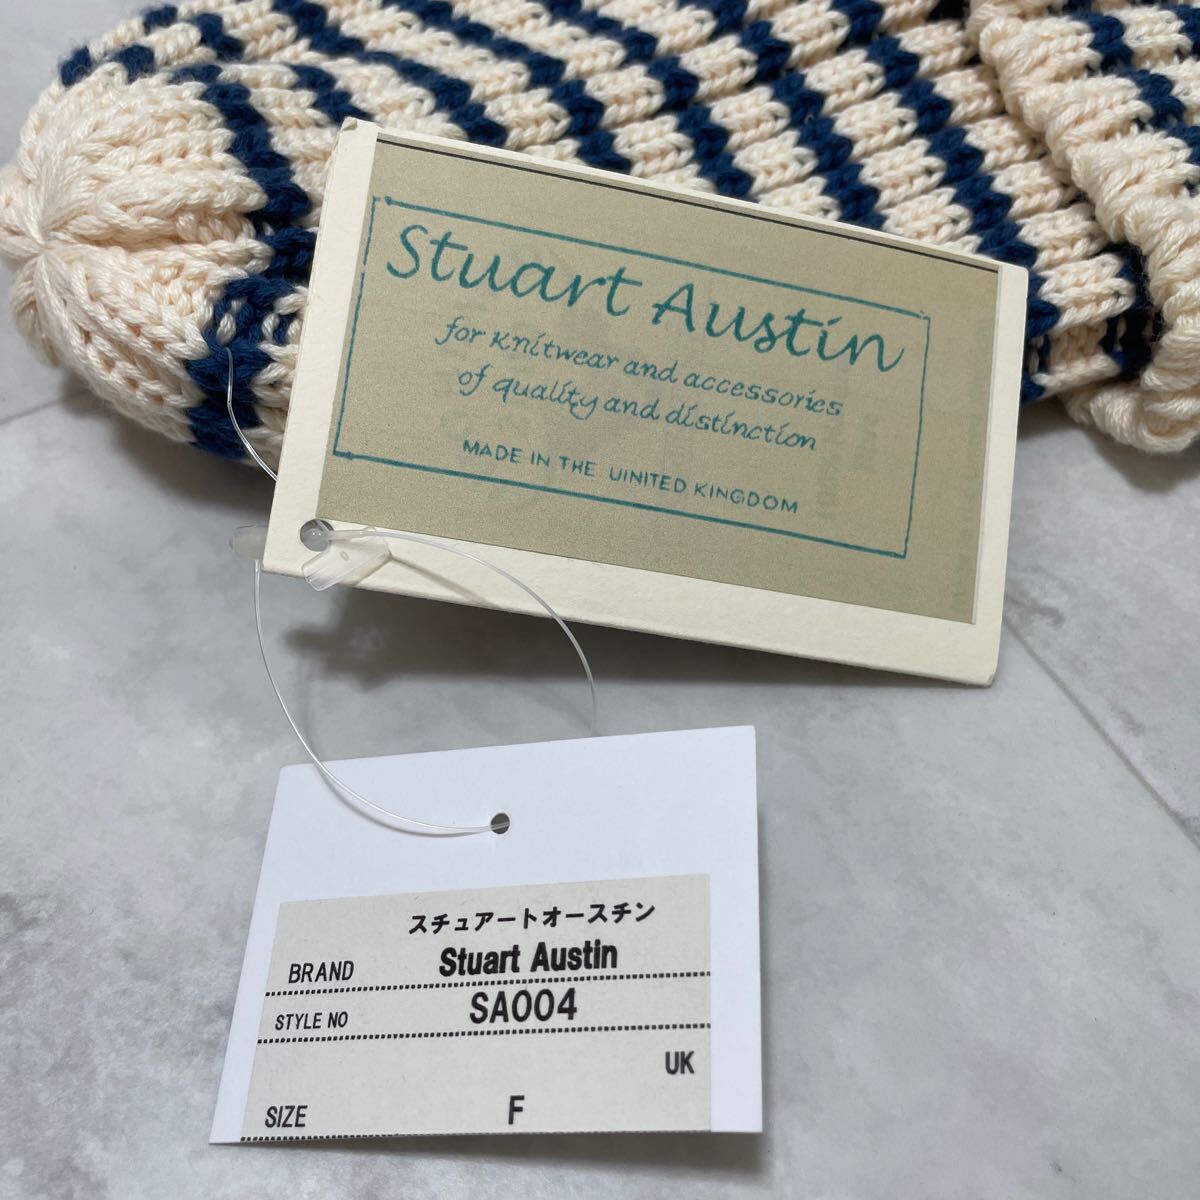 Stuart Austin
for knitwear and accessories
of quality and distinction
MADE IN THE UINITED KINGDOM
スチュアートオースチン
BRAND Stuart Austin
STYLE NO SA004
UK
SIZE F